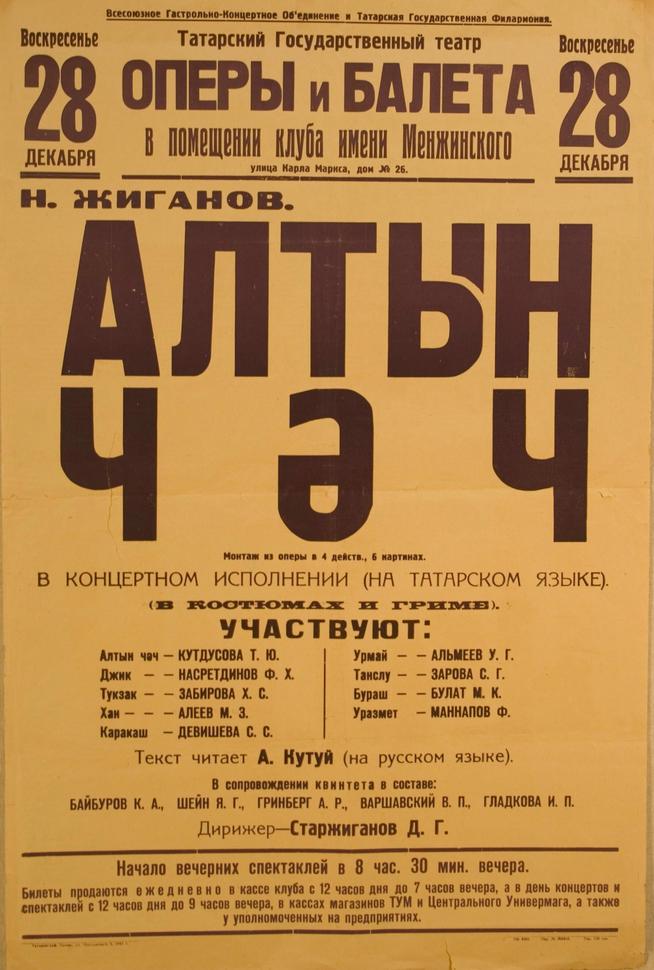 Всесоюзное Гастрольно-Концертное Об'единение и Татарская Государственная Филармония.
Воскресенье
28
ДЕКАБРЯ
Татарский Государственный театр
ОПЕРЫ и БАЛЕТА
в помещении клуба имени Менжинского
улица Карла Маркса, дом № 26.
Воскресенье
28
ДЕКАБРЯ
Н. ЖИГАНОВ.
АЛТЫН
ЧӘЧ
Монтаж из оперы в 4 действ., 6 картинах.
В КОНЦЕРТНОМ ИСПОЛНЕНИИ (НА ТАТАРСКОМ ЯЗЫКЕ).
(В КОСТЮМАХ И ГРИМЕ).
УЧАСТВУЮТ:
Алтын чәч — КУТДУСОВА Т. Ю.
Джик — — НАСРЕТДИНОВ Ф. Х.
Тукзак — — ЗАБИРОВА Х. С.
Хан — — — АЛЕЕВ М. З.
Каракаш — ДЕВИШЕВА С. С.
Урмай — — АЛЬМЕЕВ У. Г.
Танслу — — ЗАРОВА С. Г.
Бураш — — БУЛАТ М. К.
Уразмет — МАННАПОВ Ф.
Текст читает А. Кутуй (на русском языке).
В сопровождении квинтета в составе:
БАЙБУРОВ К. А., ШЕЙН Я. Г., ГРИНБЕРГ А. Р., ВАРШАВСКИЙ В. П., ГЛАДКОВА И. П.
Дирижер—Старжиганов Д. Г.
Начало вечерних спектаклей в 8 час. 30 мин. вечера.
Билеты продаются ежедневно в кассе клуба с 12 часов дня до 7 часов вечера, а в день концертов и
спектаклей с 12 часов дня до 9 часов вечера, в кассах магазинов ТУМ и Центрального Универмага, а также
у уполномоченных на предприятиях.